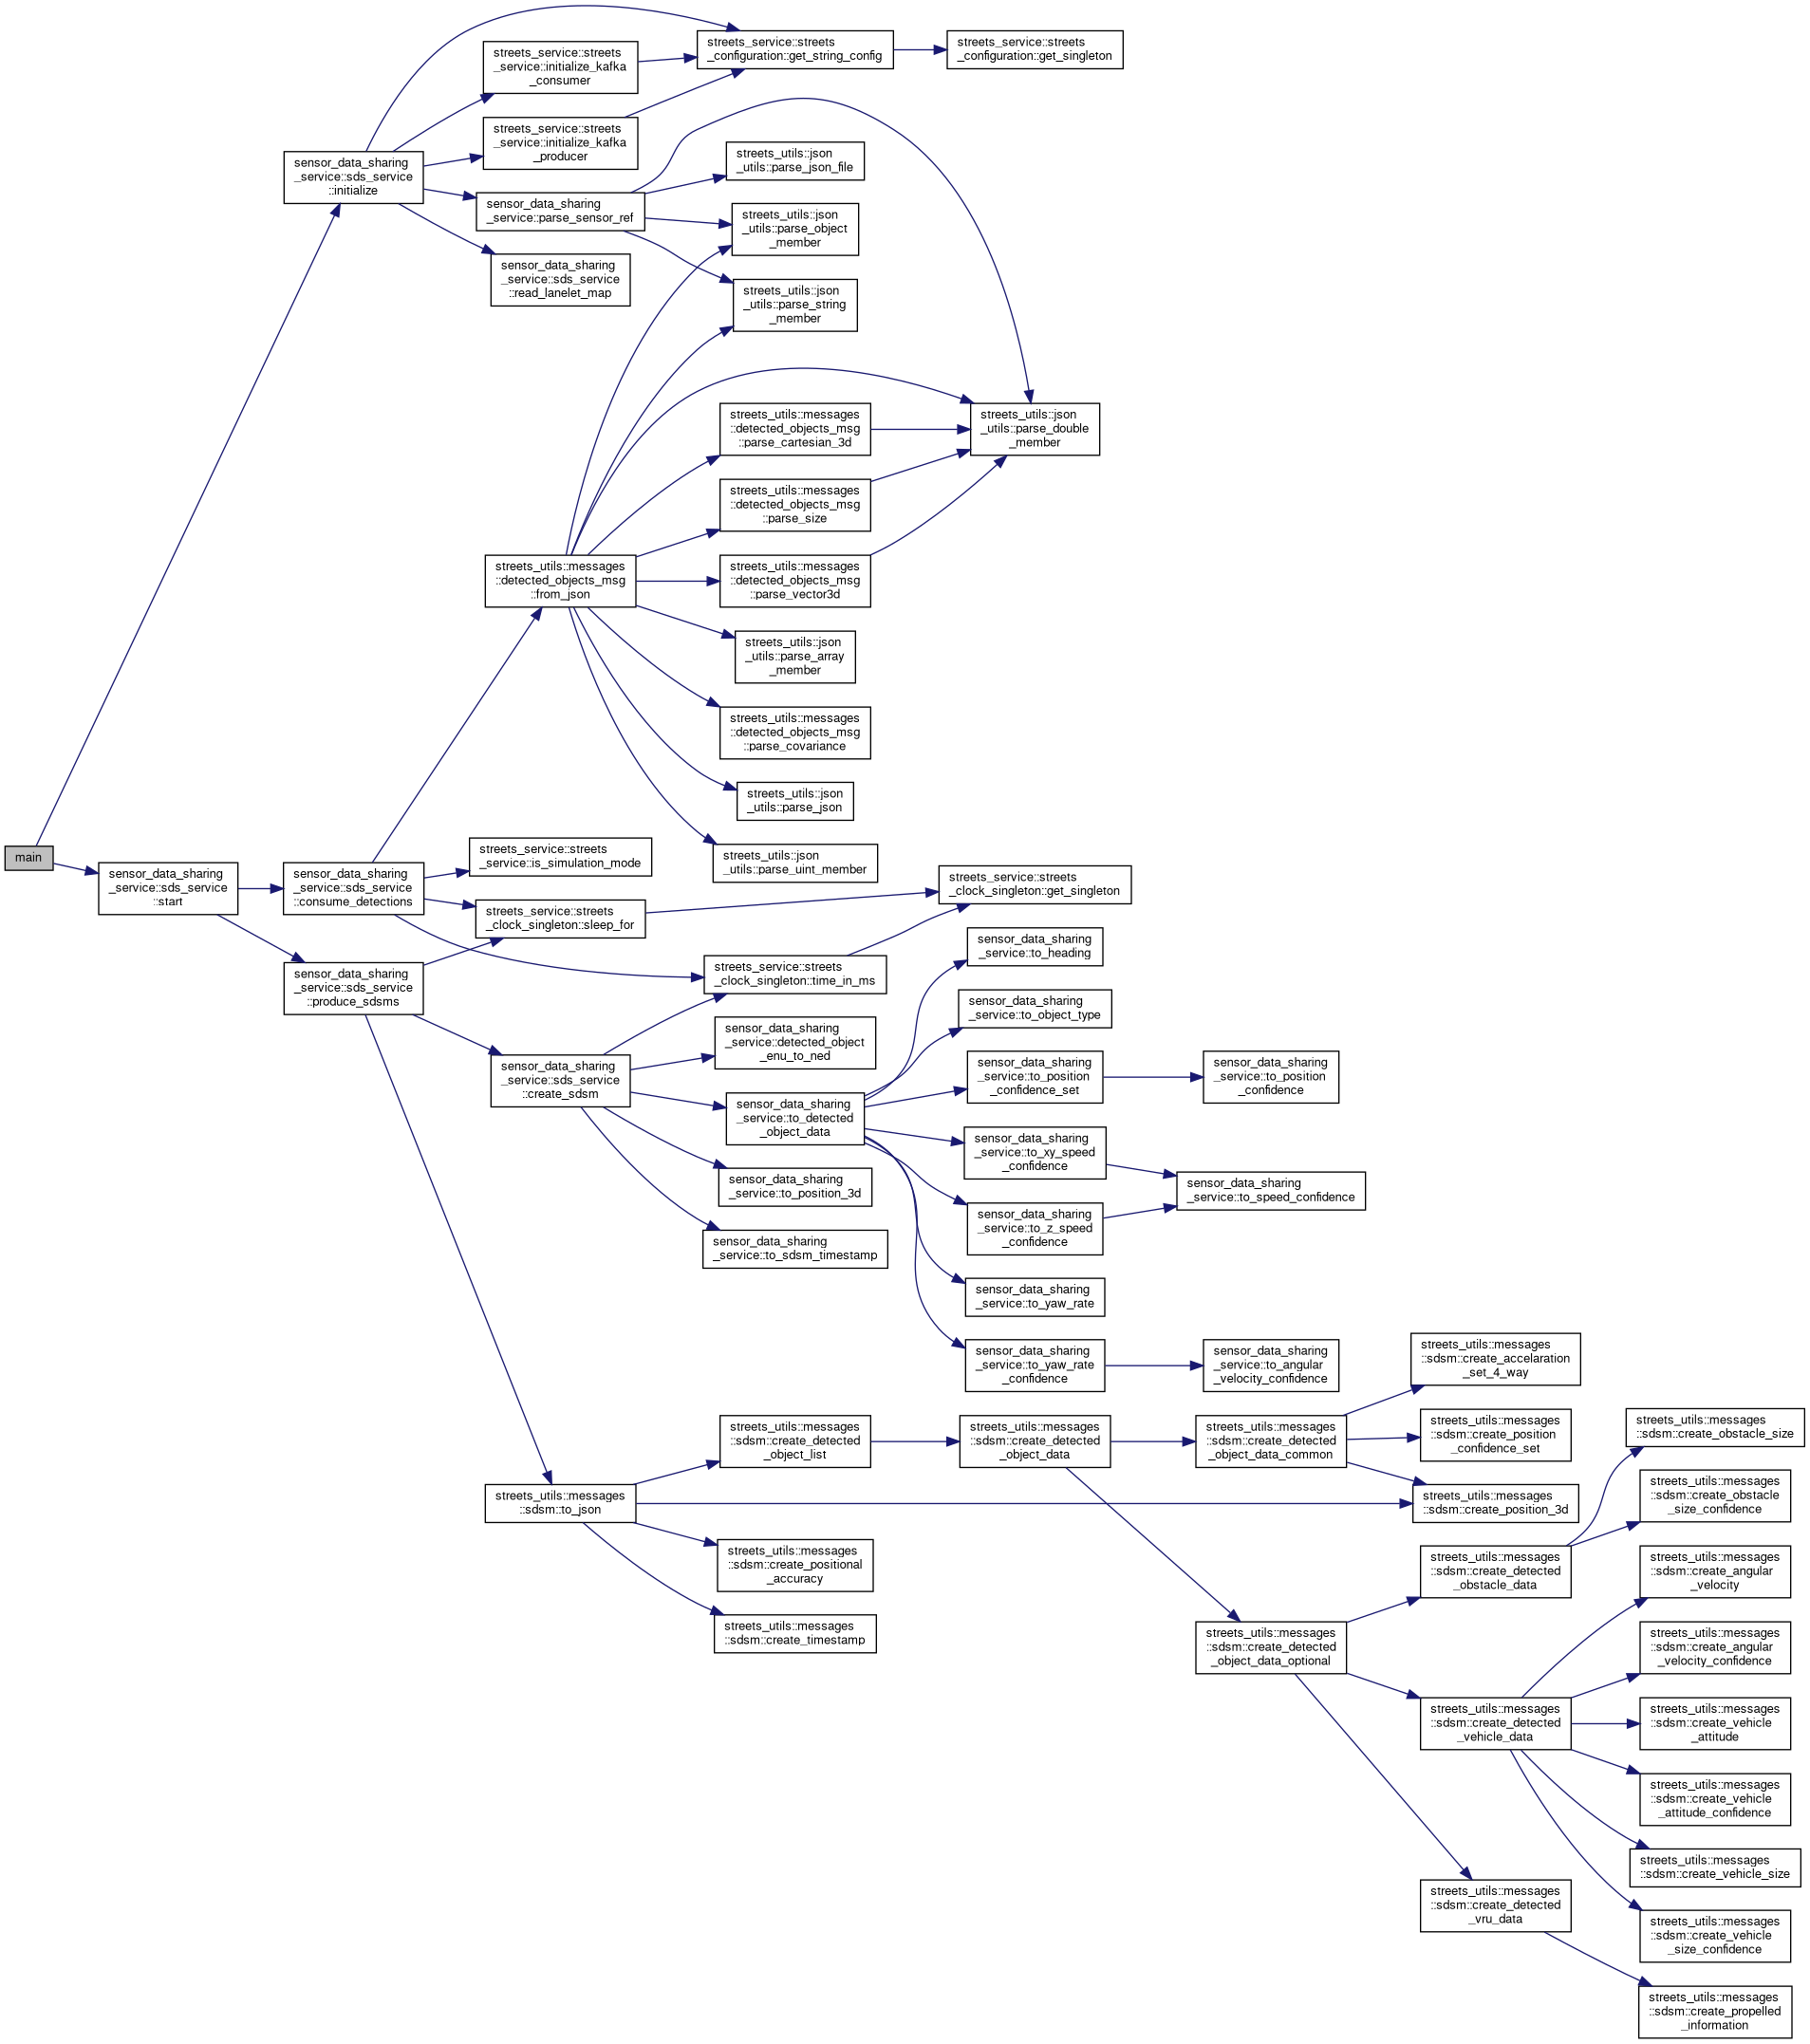 main
sensor_data_sharing
_service::sds_service
::initialize
streets_service::streets
_service::initialize_kafka
_consumer
streets_service::streets
_configuration::get_string_config
streets_service::streets
_configuration::get_singleton
streets_service::streets
_service::initialize_kafka
_producer
sensor_data_sharing
_service::parse_sensor_ref
streets_utils::json
_utils::parse_json_file
streets_utils::json
_utils::parse_object
_member
streets_utils::json
_utils::parse_string
_member
sensor_data_sharing
_service::sds_service
::read_lanelet_map
streets_utils::json
_utils::parse_double
_member
streets_utils::messages
::detected_objects_msg
::parse_cartesian_3d
streets_utils::messages
::detected_objects_msg
::parse_size
streets_utils::messages
::detected_objects_msg
::from_json
streets_utils::messages
::detected_objects_msg
::parse_vector3d
streets_utils::json
_utils::parse_array
_member
streets_utils::messages
::detected_objects_msg
::parse_covariance
streets_utils::json
_utils::parse_json
streets_utils::json
_utils::parse_uint_member
sensor_data_sharing
_service::sds_service
::start
sensor_data_sharing
_service::sds_service
::consume_detections
streets_service::streets
_service::is_simulation_mode
streets_service::streets
_clock_singleton::sleep_for
streets_service::streets
_clock_singleton::get_singleton
streets_service::streets
_clock_singleton::time_in_ms
sensor_data_sharing
_service::sds_service
::produce_sdsms
sensor_data_sharing
_service::sds_service
::create_sdsm
sensor_data_sharing
_service::detected_object
_enu_to_ned
sensor_data_sharing
_service::to_detected
_object_data
sensor_data_sharing
_service::to_position_3d
sensor_data_sharing
_service::to_sdsm_timestamp
sensor_data_sharing
_service::to_heading
sensor_data_sharing
_service::to_object_type
sensor_data_sharing
_service::to_position
_confidence_set
sensor_data_sharing
_service::to_position
_confidence
sensor_data_sharing
_service::to_xy_speed
_confidence
sensor_data_sharing
_service::to_speed_confidence
sensor_data_sharing
_service::to_z_speed
_confidence
sensor_data_sharing
_service::to_yaw_rate
sensor_data_sharing
_service::to_yaw_rate
_confidence
sensor_data_sharing
_service::to_angular
_velocity_confidence
streets_utils::messages
::sdsm::to_json
streets_utils::messages
::sdsm::create_detected
_object_list
streets_utils::messages
::sdsm::create_detected
_object_data
streets_utils::messages
::sdsm::create_detected
_object_data_common
streets_utils::messages
::sdsm::create_accelaration
_set_4_way
streets_utils::messages
::sdsm::create_position
_confidence_set
streets_utils::messages
::sdsm::create_position_3d
streets_utils::messages
::sdsm::create_positional
_accuracy
streets_utils::messages
::sdsm::create_timestamp
streets_utils::messages
::sdsm::create_detected
_object_data_optional
streets_utils::messages
::sdsm::create_detected
_obstacle_data
streets_utils::messages
::sdsm::create_obstacle_size
streets_utils::messages
::sdsm::create_obstacle
_size_confidence
streets_utils::messages
::sdsm::create_detected
_vehicle_data
streets_utils::messages
::sdsm::create_angular
_velocity
streets_utils::messages
::sdsm::create_angular
_velocity_confidence
streets_utils::messages
::sdsm::create_vehicle
_attitude
streets_utils::messages
::sdsm::create_vehicle
_attitude_confidence
streets_utils::messages
::sdsm::create_vehicle_size
streets_utils::messages
::sdsm::create_vehicle
_size_confidence
streets_utils::messages
::sdsm::create_detected
_vru_data
streets_utils::messages
::sdsm::create_propelled
_information